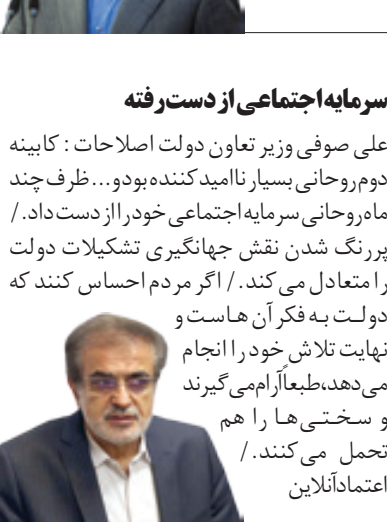 سرمایه‌اجتماعی از دست‌رفته
علی صوفی وزیر تعاون دولت اصلاحات : کابینه
دوم‌روحانی بسیار ناامید کننده‌بودو... ظرف چند
ماه‌روحانی سرمایه‌اجتماعی خودرا از دست داد. /
پررنگ شدن نقش جهانگیری تشکیلات دولت
را متعادل می کند. / اگر مردم احساس کنند که
دولت به فکر آن هاست و
نهایت تلاش خود را انجام
می‌دهد،طبعاًآرام‌می‌گیرند
و سختی‌ها را هم
تحمل می‌کنند. /
اعتمادآنلاین